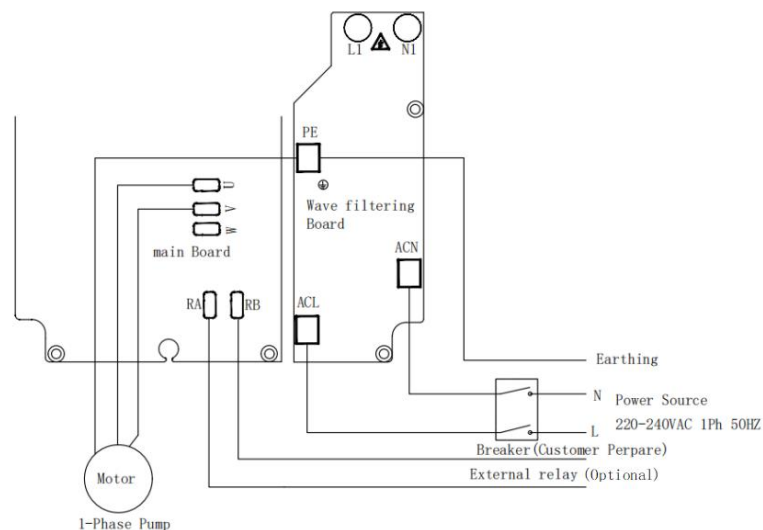 L1
N1
PE
U
V
W
Wave filtering
Board
main Board
ACN
RA
RB
ACL
Earthing
N
Power Source
L
220-240VAC 1Ph 50HZ
Breaker(Customer Perpare)
External relay (Optional)
Motor
1-Phase Pump